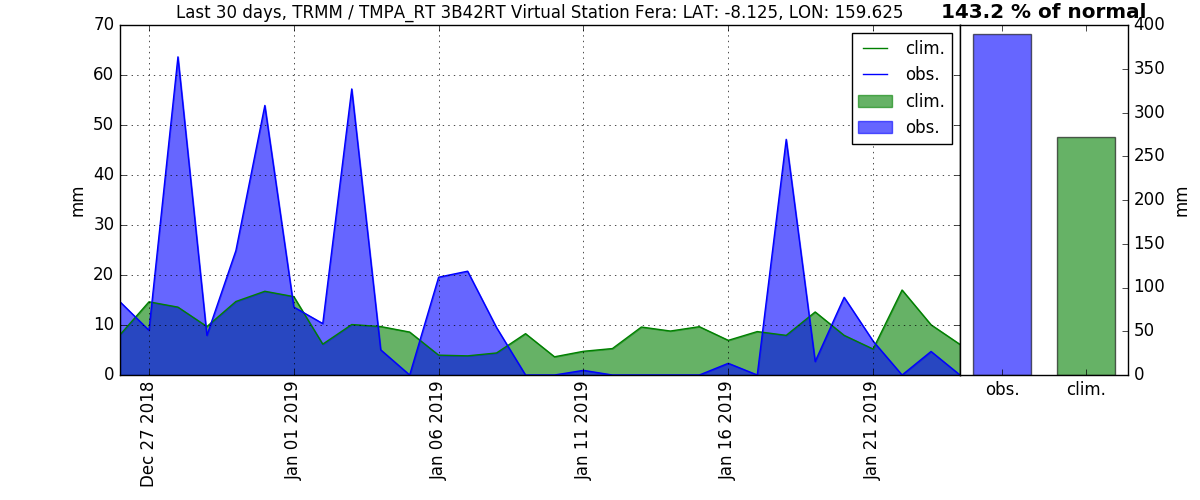 Last 30 days, TRMM / TMPA_RT 3B42RT Virtual Station Fera: LAT: -8.125, LON: 159.625
143.2 % of normal
70
60
50
40
30
20
10
0
mm
clim.
obs.
clim.
obs.
Dec 27 2018
Jan 01 2019
Jan 06 2019
Jan 11 2019
Jan 16 2019
Jan 21 2019
400
350
300
250
200
150
100
50
0
mm
obs.
clim.